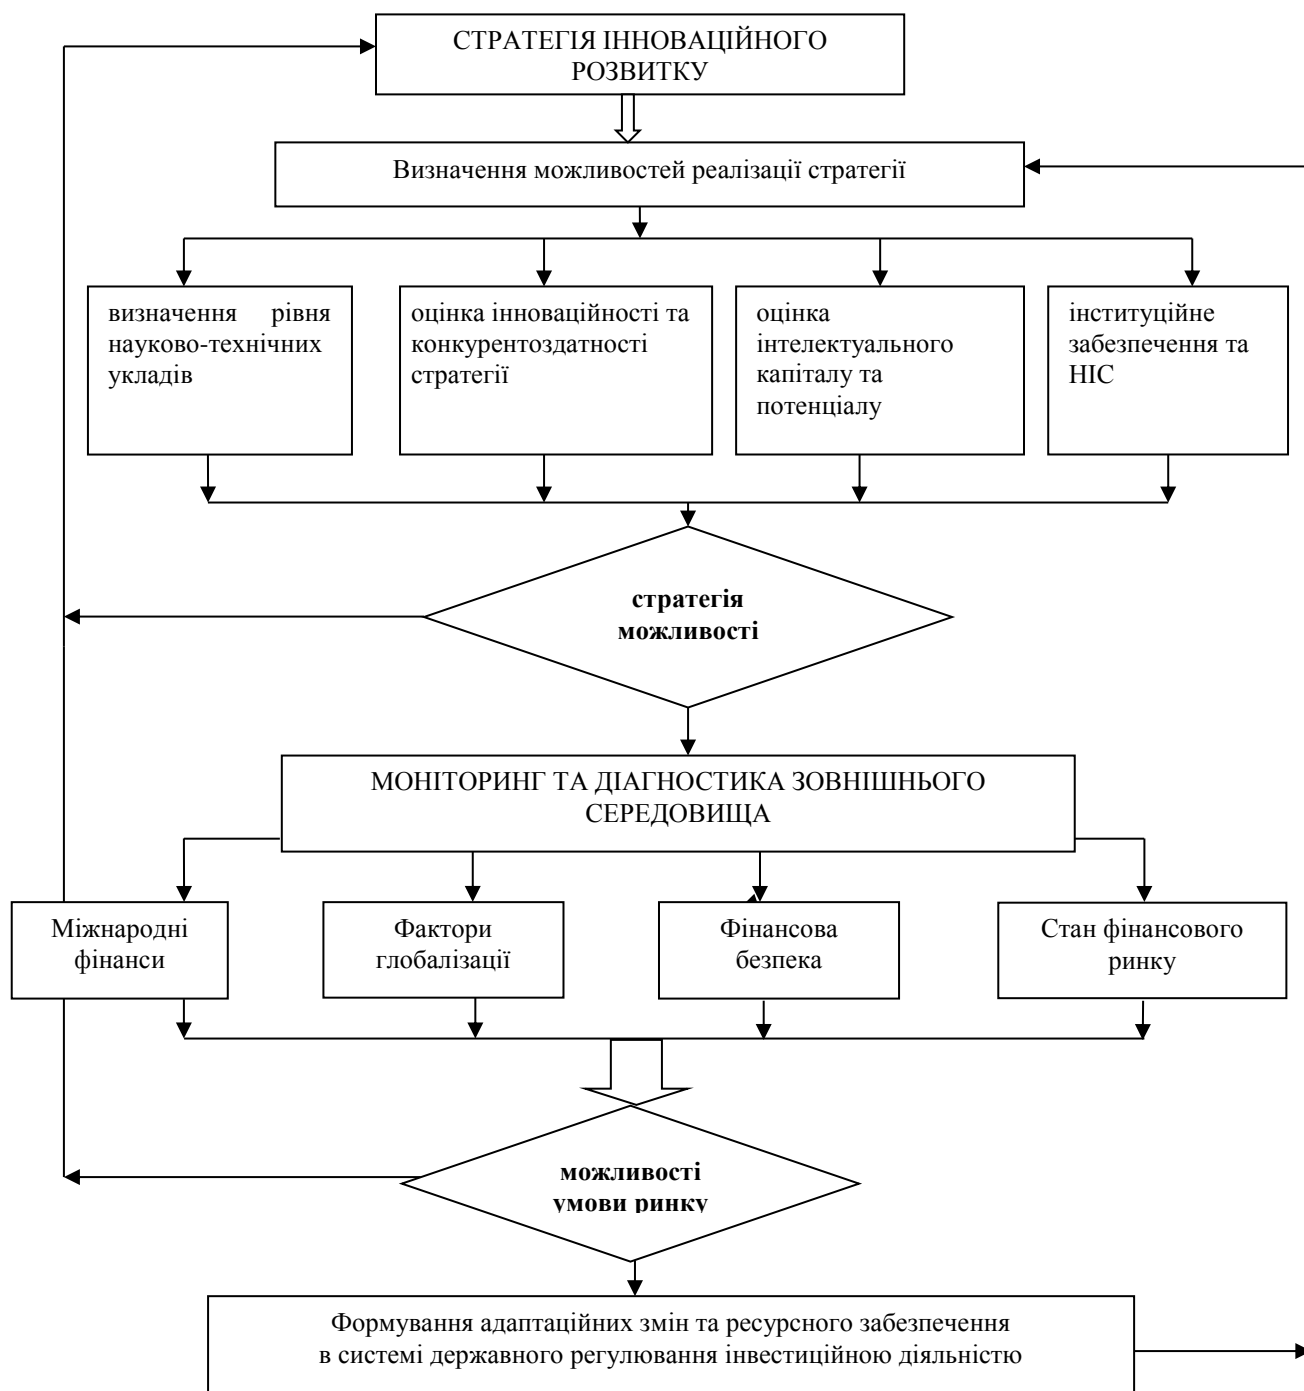 СТРАТЕГІЯ ІННОВАЦІЙНОГО
РОЗВИТКУ
Визначення можливостей реалізації стратегії
визначення рівня
науково-технічних
укладів
оцінка інноваційності та
конкурентоздатності
стратегії
оцінка
інтелектуального
капіталу та
потенціалу
інституційне
забезпечення та
НІС
стратегія
можливості
МОНІТОРИНГ ТА ДІАГНОСТИКА ЗОВНІШНЬОГО
СЕРЕДОВИЩА
Міжнародні
фінанси
Фактори
глобалізації
Фінансова
безпека
Стан фінансового
ринку
можливості
умови ринку
Формування адаптаційних змін та ресурсного забезпечення
в системі державного регулювання інвестиційною діяльністю